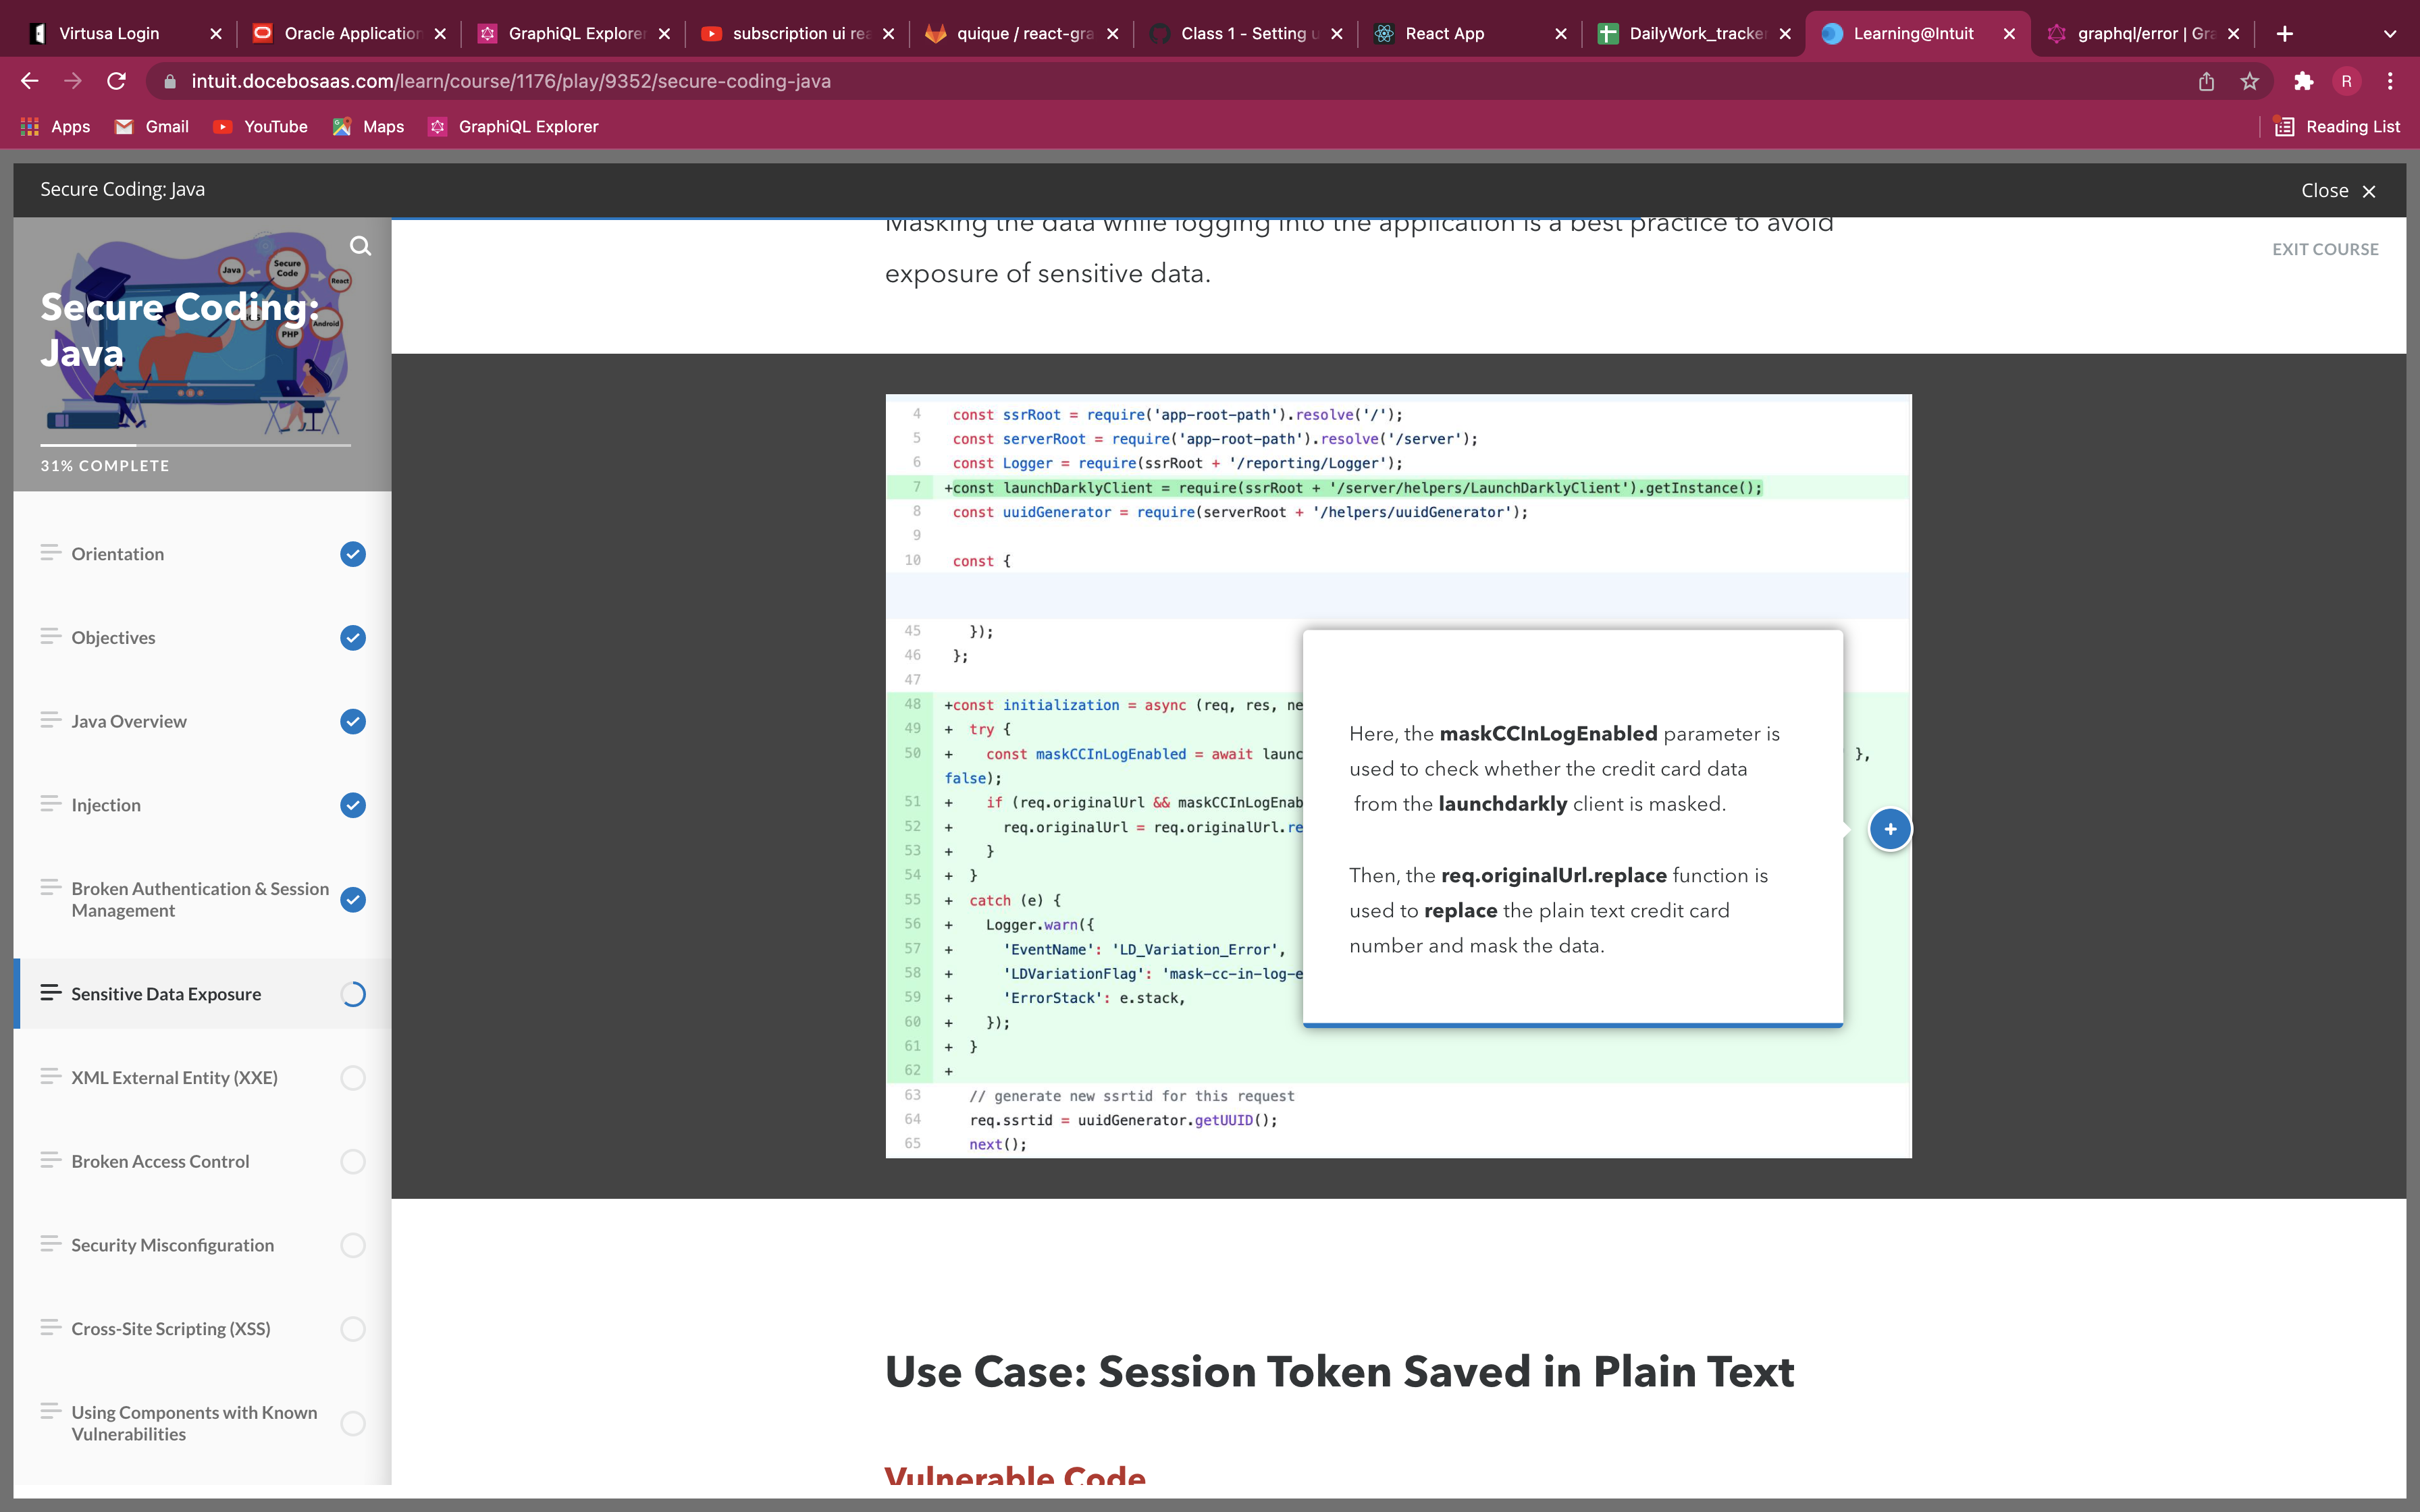 Virtusa Login
Oracle Application
GraphiQL Explorer
subscription ui rea
quique / react-gra
Class 1 - Setting u
React App
DailyWork_tracke
Learning@Intuit
graphql/error | Gra
intuit.docebosaas.com/learn/course/1176/play/9352/secure-coding-java
R
Apps
Gmail
YouTube
Maps
GraphiQL Explorer
Reading List
Secure Coding: Java
Close
EXIT COURSE
Java
Secure Code
React
PHP
Android
Secure Coding:
Java
31% COMPLETE
Orientation
Objectives
Java Overview
Injection
Broken Authentication & Session
Management
Sensitive Data Exposure
XML External Entity (XXE)
Broken Access Control
Security Misconfiguration
Cross-Site Scripting (XSS)
Using Components with Known
Vulnerabilities
Masking the data while logging into the application is a best practice to avoid
exposure of sensitive data.
4 const ssrRoot = require('app-root-path').resolve('/');
5 const serverRoot = require('app-root-path').resolve('/server');
6 const Logger = require(ssrRoot + '/reporting/Logger');
7 +const launchDarklyClient = require(ssrRoot + '/server/helpers/LaunchDarklyClient').getInstance();
8 const uuidGenerator = require(serverRoot + '/helpers/uuidGenerator');
9
10 const {
45 });
46 };
47
48 +const initialization = async (req, res, ne
49 + try {
50 + const maskCCInLogEnabled = await launc },
false);
51 + if (req.originalUrl && maskCCInLogEnab
52 + req.originalUrl = req.originalUrl.re
53 + }
54 + }
55 + catch (e) {
56 + Logger.warn({
57 + 'EventName': 'LD_Variation_Error',
58 + 'LDVariationFlag': 'mask-cc-in-log-e
59 + 'ErrorStack': e.stack,
60 + });
61 + }
62 +
63 // generate new ssrtid for this request
64 req.ssrtid = uuidGenerator.getUUID();
65 next();
Here, the maskCCInLogEnabled parameter is
used to check whether the credit card data
from the launchdarkly client is masked.
Then, the req.originalUrl.replace function is
used to replace the plain text credit card
number and mask the data.
Use Case: Session Token Saved in Plain Text
Vulnerable Code